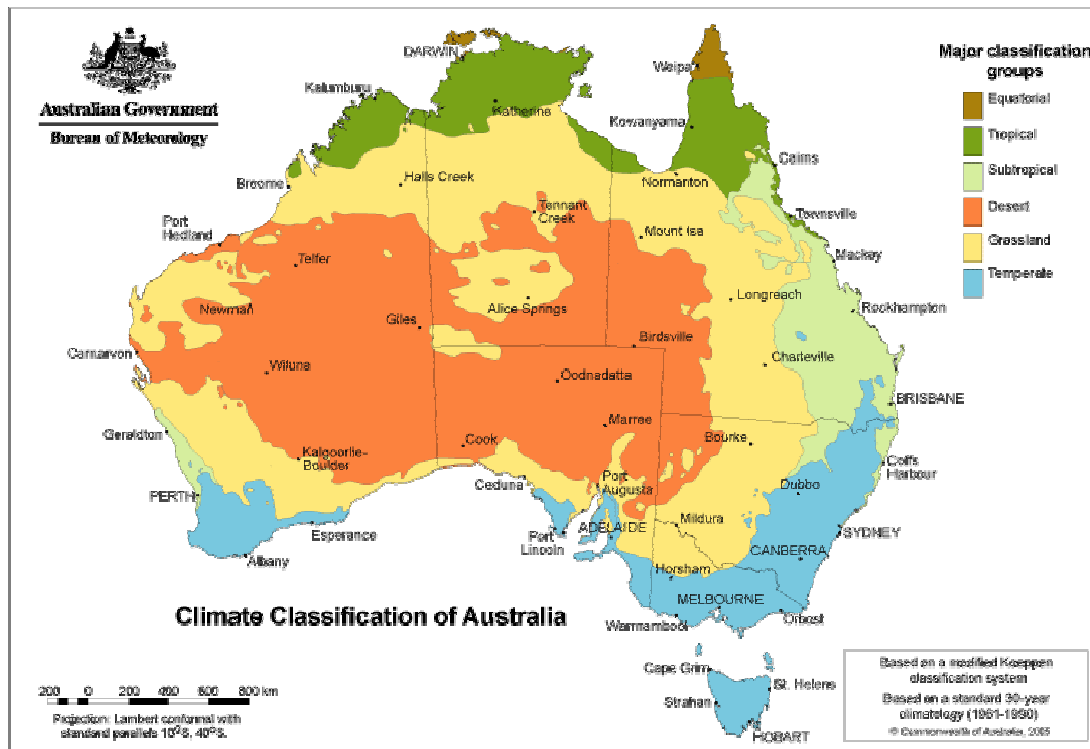 Australian Government
Bureau of Meteorology
Major classification
groups
Equatorial
Tropical
Subtropical
Desert
Grassland
Temperate
DARWIN
Weipa
Kalumburu
Katherine
Kowanyama
Cairns
Broome
Halls Creek
Normanton
Port
Hedland
Tennant
Creek
Townsville
Telfer
Mount Isa
Mackay
Newman
Alice Springs
Longreach
Rockhampton
Giles
Carnarvon
Birdsville
Wiluna
Oodnadatta
Charleville
Geraldton
Marree
BRISBANE
Kalgoorlie-
Boulder
Cook
Bourke
Coffs
Harbour
PERTH
Ceduna
Port
Augusta
Dubbo
Esperance
Port
Lincoln
ADELAIDE
Mildura
SYDNEY
Albany
CANBERRA
Horsham
MELBOURNE
Climate Classification of Australia
Warrnambool
Orbost
Cape Grim
St. Helens
Strahan
HOBART
200 0 200 400 600 800 km
Projection: Lambert conformal with
standard parallels 10°S, 40°S.
Based on a modified Koeppen
classification system
Based on a standard 30-year
climatology (1961-1990)
© Commonwealth of Australia, 2005